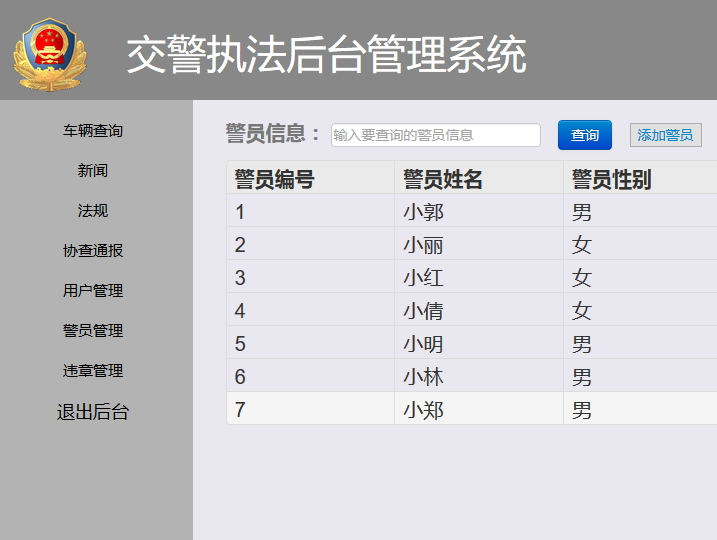 交警执法后台管理系统
车辆查询
新闻
法规
协查通报
用户管理
警员管理
违章管理
退出后台
警员信息： 输入要查询的警员信息 查询 添加警员
警员编号 警员姓名 警员性别
1 小郭 男
2 小丽 女
3 小红 女
4 小倩 女
5 小明 男
6 小林 男
7 小郑 男